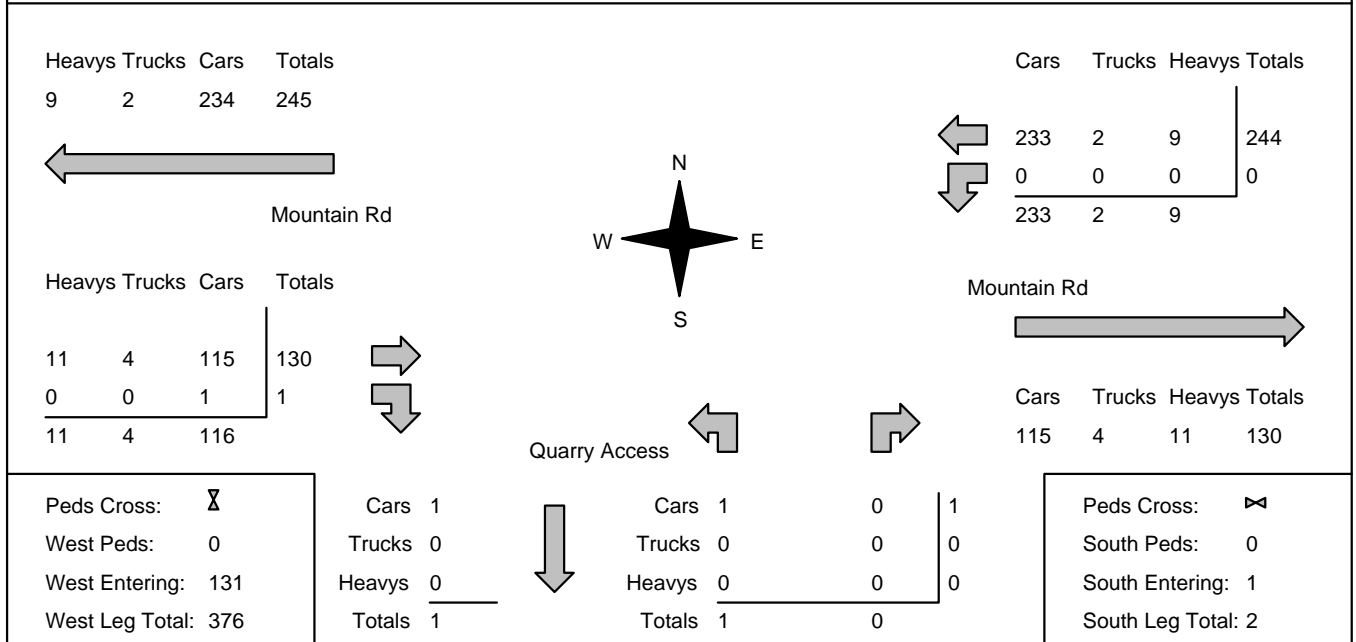 Heavys Trucks Cars Totals
9 2 234 245
Mountain Rd
Heavys Trucks Cars Totals
11 4 115 130
0 0 1 1
11 4 116
N
W E
S
Cars Trucks Heavys Totals
233 2 9 244
0 0 0 0
233 2 9
Mountain Rd
Cars Trucks Heavys Totals
115 4 11 130
Quarry Access
Peds Cross:
West Peds: 0
West Entering: 131
West Leg Total: 376
Cars 1
Trucks 0
Heavys 0
Totals 1
Cars 1 0 1
Trucks 0 0 0
Heavys 0 0 0
Totals 1 0
Peds Cross:
South Peds: 0
South Entering: 1
South Leg Total: 2